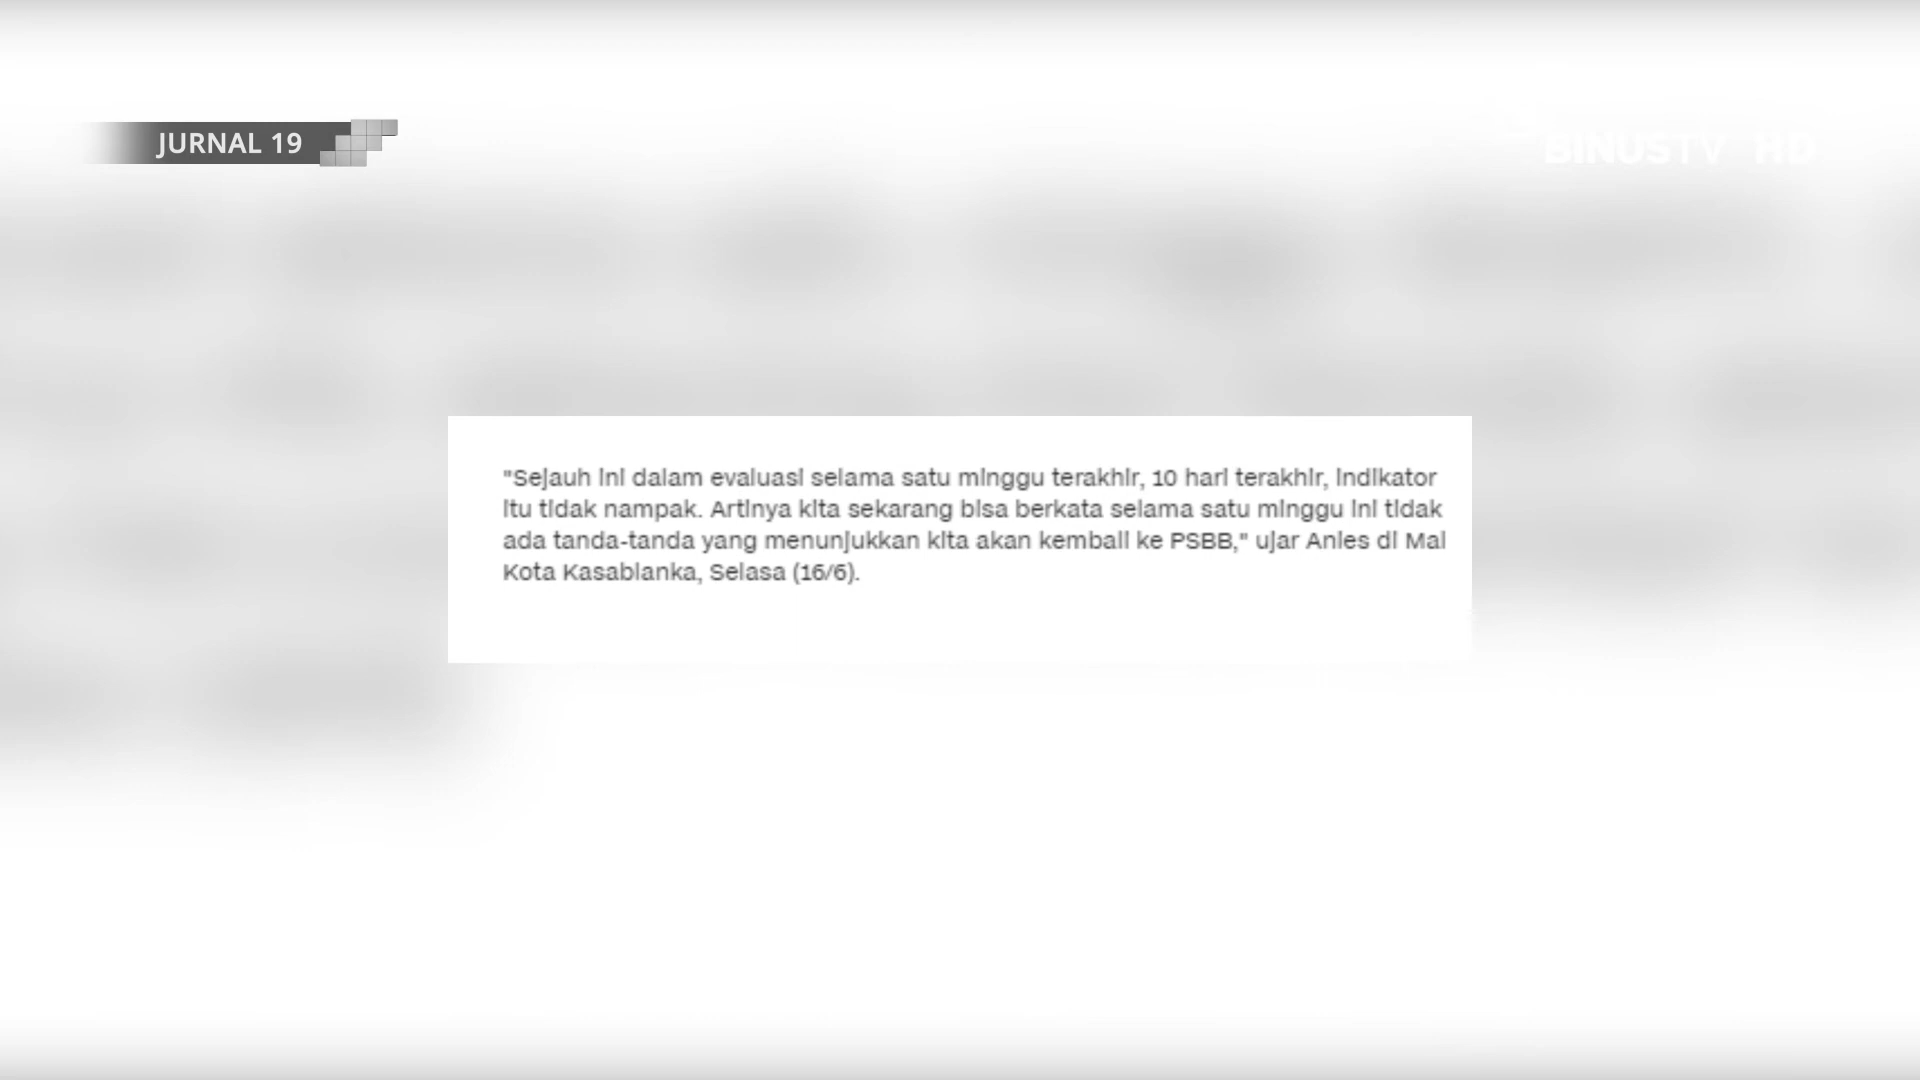 JURNAL 19
BINUSTV HD
"Sejauh ini dalam evaluasi selama satu minggu terakhir, 10 hari terakhir, indikator
itu tidak nampak. Artinya kita sekarang bisa berkata selama satu minggu ini tidak
ada tanda-tanda yang menunjukkan kita akan kembali ke PSBB," ujar Anies di Mal
Kota Kasablanka, Selasa (16/6).